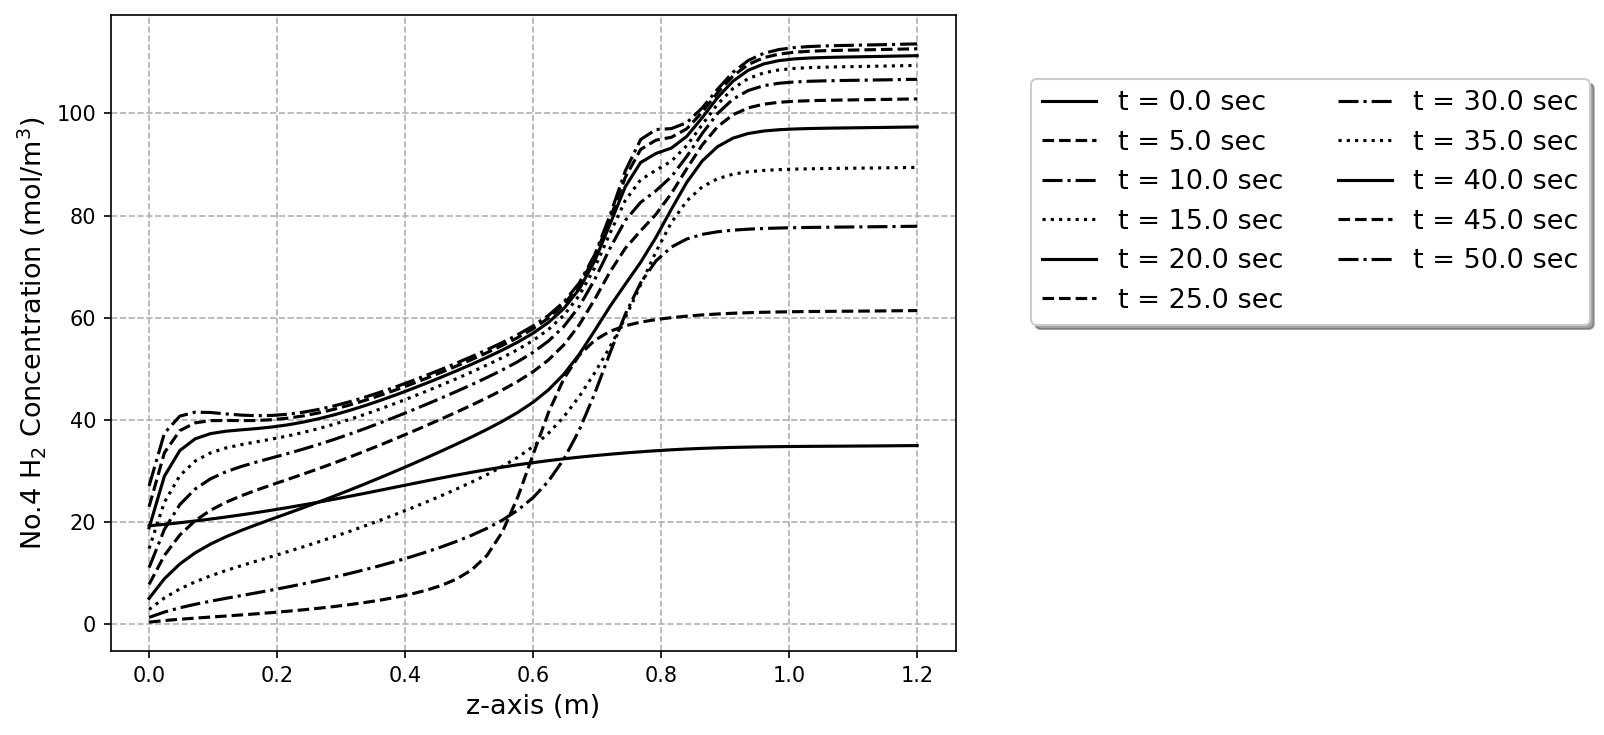 No.4 H₂ Concentration (mol/m³)
100
80
60
40
20
0
0.0 0.2 0.4 0.6 0.8 1.0 1.2
z-axis (m)
t = 0.0 sec
t = 5.0 sec
t = 10.0 sec
t = 15.0 sec
t = 20.0 sec
t = 25.0 sec
t = 30.0 sec
t = 35.0 sec
t = 40.0 sec
t = 45.0 sec
t = 50.0 sec